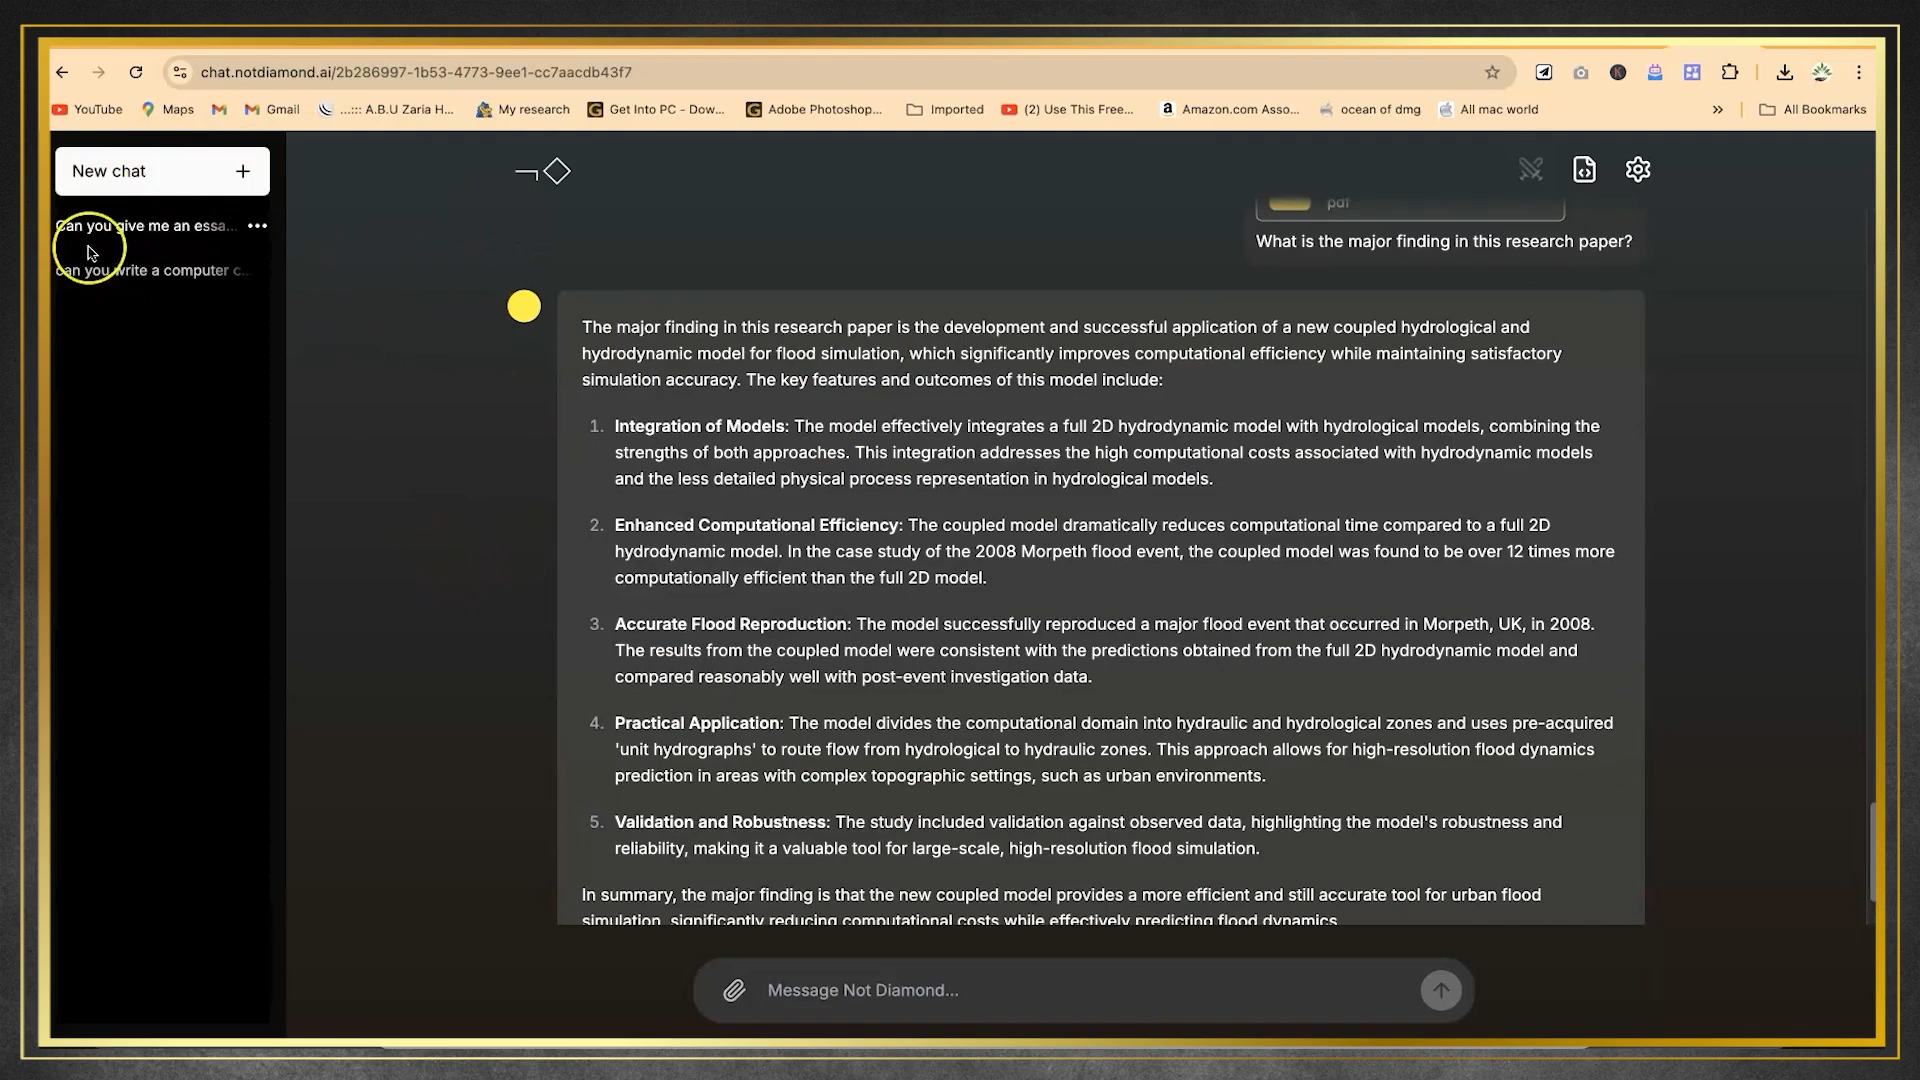 chat.notdiamond.ai/2b286997-1b53-4773-9ee1-cc7aacdb43f7
YouTube Maps Gmail ...::: A.B.U Zaria H... My research Get Into PC - Dow... Adobe Photoshop... Imported (2) Use This Free... Amazon.com Asso... ocean of dmg All mac world » All Bookmarks
New chat +
Can you give me an essa... •••
can you write a computer c...
pdf
What is the major finding in this research paper?
The major finding in this research paper is the development and successful application of a new coupled hydrological and
hydrodynamic model for flood simulation, which significantly improves computational efficiency while maintaining satisfactory
simulation accuracy. The key features and outcomes of this model include:
1. Integration of Models: The model effectively integrates a full 2D hydrodynamic model with hydrological models, combining the
strengths of both approaches. This integration addresses the high computational costs associated with hydrodynamic models
and the less detailed physical process representation in hydrological models.
2. Enhanced Computational Efficiency: The coupled model dramatically reduces computational time compared to a full 2D
hydrodynamic model. In the case study of the 2008 Morpeth flood event, the coupled model was found to be over 12 times more
computationally efficient than the full 2D model.
3. Accurate Flood Reproduction: The model successfully reproduced a major flood event that occurred in Morpeth, UK, in 2008.
The results from the coupled model were consistent with the predictions obtained from the full 2D hydrodynamic model and
compared reasonably well with post-event investigation data.
4. Practical Application: The model divides the computational domain into hydraulic and hydrological zones and uses pre-acquired
'unit hydrographs' to route flow from hydrological to hydraulic zones. This approach allows for high-resolution flood dynamics
prediction in areas with complex topographic settings, such as urban environments.
5. Validation and Robustness: The study included validation against observed data, highlighting the model's robustness and
reliability, making it a valuable tool for large-scale, high-resolution flood simulation.
In summary, the major finding is that the new coupled model provides a more efficient and still accurate tool for urban flood
simulation, significantly reducing computational costs while effectively predicting flood dynamics.
Message Not Diamond...